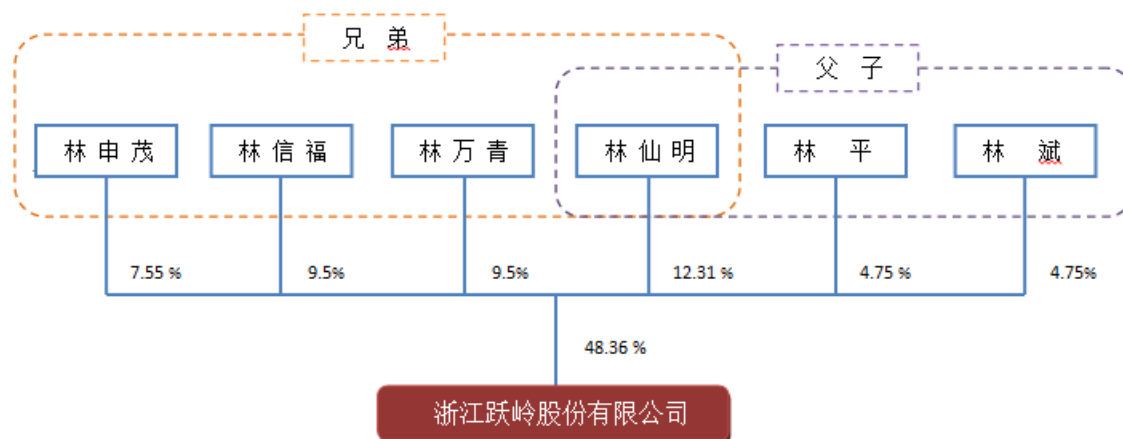 兄 弟
父 子
林 申 茂
林 信 福
林 万 青
林 仙 明
林 平
林 斌
7.55 %
9.5%
9.5%
12.31 %
4.75 %
4.75%
48.36 %
浙江跃岭股份有限公司